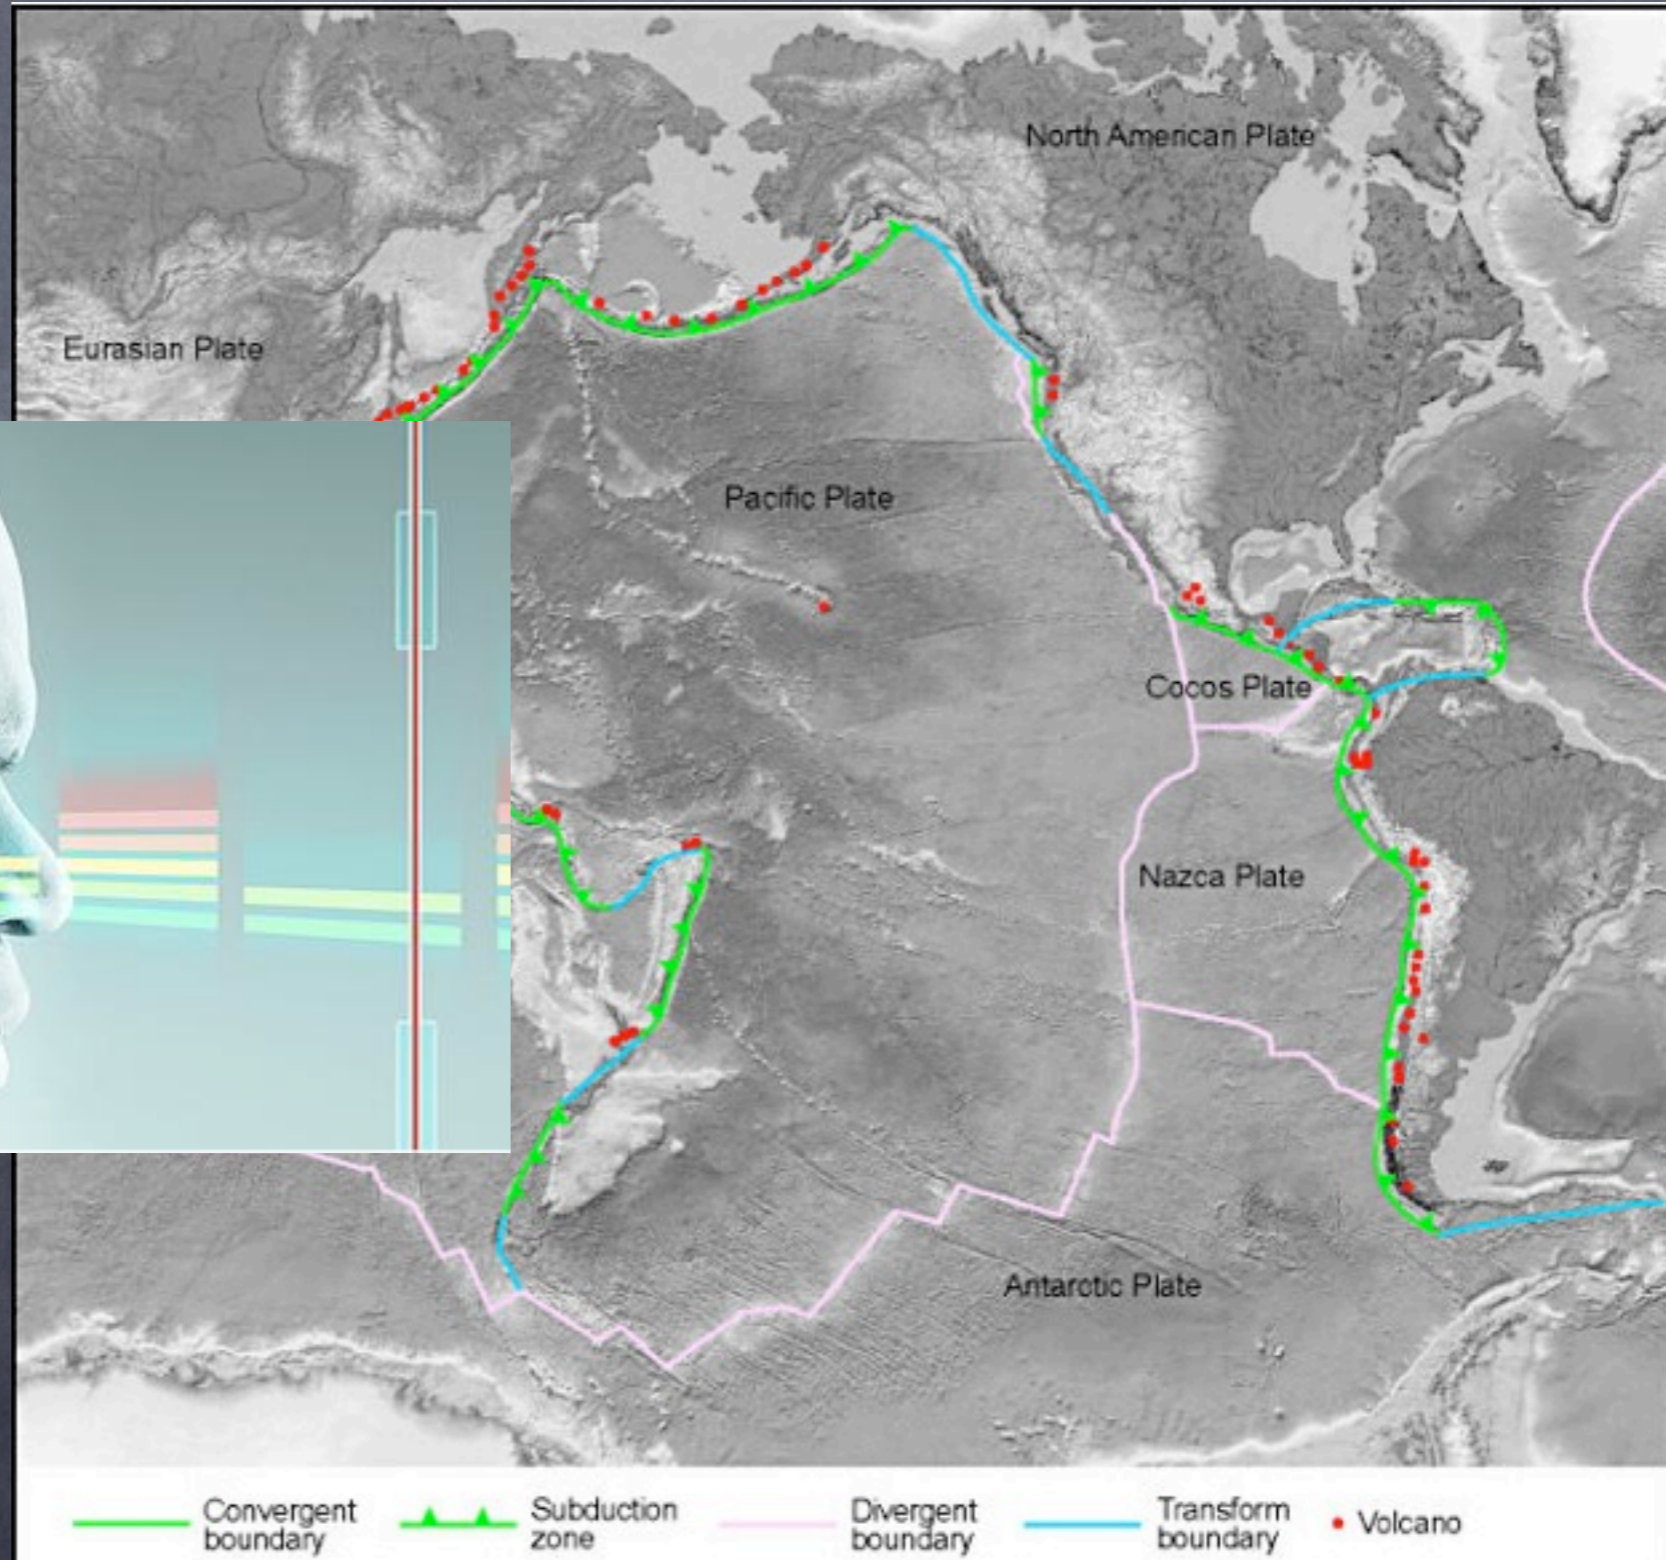 North American Plate
Eurasian Plate
Pacific Plate
Cocos Plate
Nazca Plate
Antarctic Plate
Convergent
boundary
Subduction
zone
Divergent
boundary
Transform
boundary
Volcano